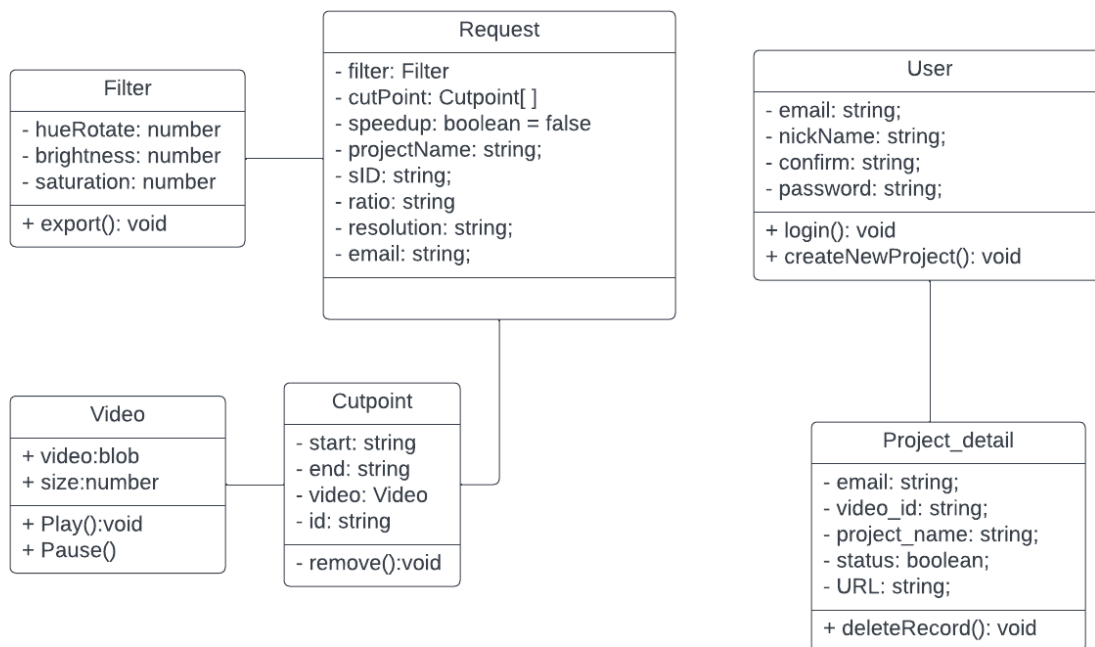 Request
- filter: Filter
- cutPoint: Cutpoint[ ]
- speedup: boolean = false
- projectName: string;
- sID: string;
- ratio: string
- resolution: string;
- email: string;
Filter
- hueRotate: number
- brightness: number
- saturation: number
+ export(): void
User
- email: string;
- nickName: string;
- confirm: string;
- password: string;
+ login(): void
+ createNewProject(): void
Video
+ video:blob
+ size:number
+ Play():void
+ Pause()
Cutpoint
- start: string
- end: string
- video: Video
- id: string
- remove():void
Project_detail
- email: string;
- video_id: string;
- project_name: string;
- status: boolean;
- URL: string;
+ deleteRecord(): void